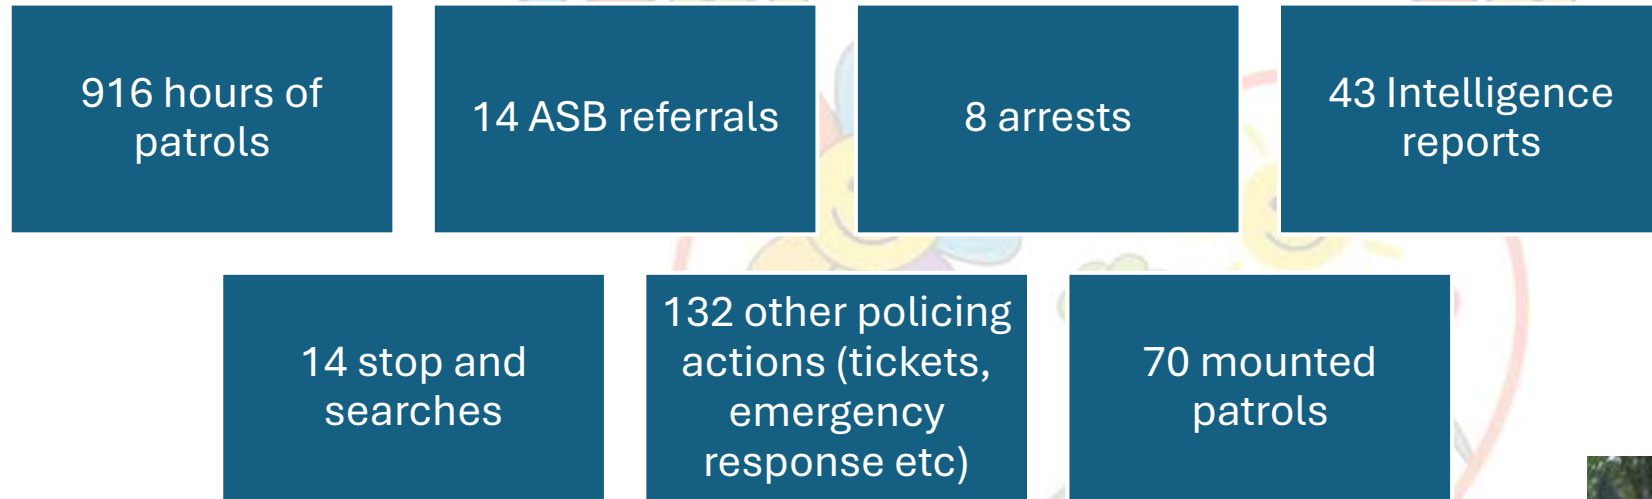 916 hours of
patrols
14 ASB referrals
8 arrests
43 Intelligence
reports
14 stop and
searches
132 other policing
actions (tickets,
emergency
response etc)
70 mounted
patrols